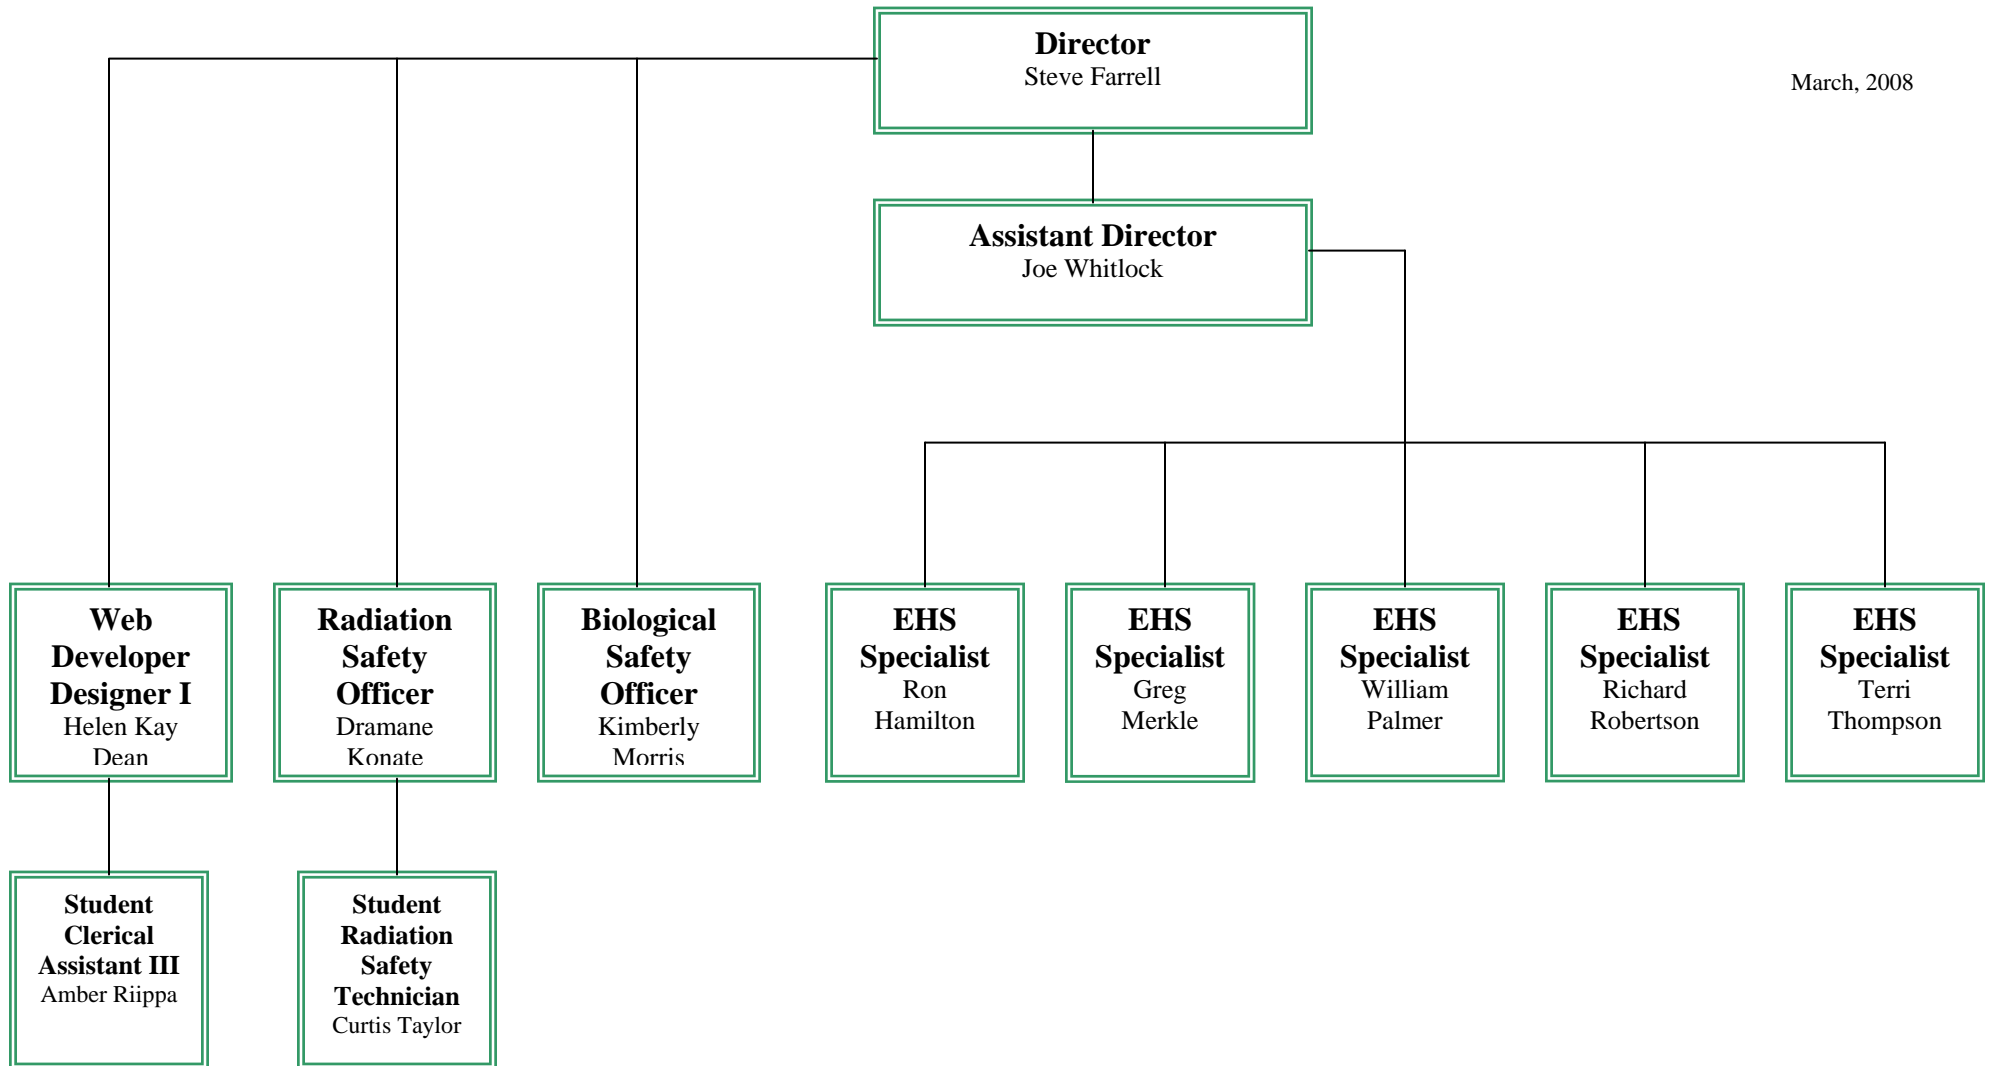 Director
Steve Farrell
March, 2008
Assistant Director
Joe Whitlock
Web
Developer
Designer I
Helen Kay
Dean
Radiation
Safety
Officer
Dramane
Konate
Biological
Safety
Officer
Kimberly
Morris
EHS
Specialist
Ron
Hamilton
EHS
Specialist
Greg
Merkle
EHS
Specialist
William
Palmer
EHS
Specialist
Richard
Robertson
EHS
Specialist
Terri
Thompson
Student
Clerical
Assistant III
Amber Riippa
Student
Radiation
Safety
Technician
Curtis Taylor